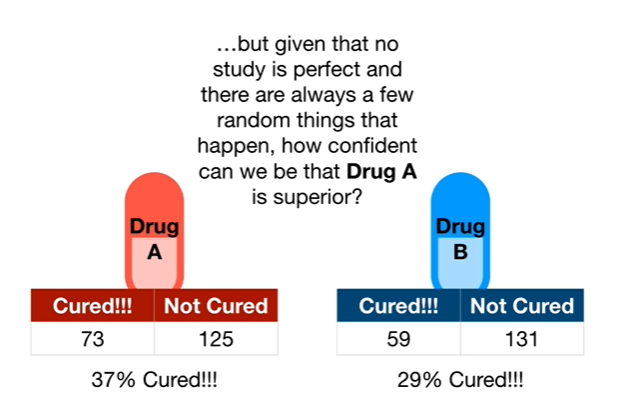 ...but given that no
study is perfect and
there are always a few
random things that
happen, how confident
can we be that Drug A
is superior?
Drug
A
Drug
B
Cured!!! Not Cured
73 125
37% Cured!!!
Cured!!! Not Cured
59 131
29% Cured!!!